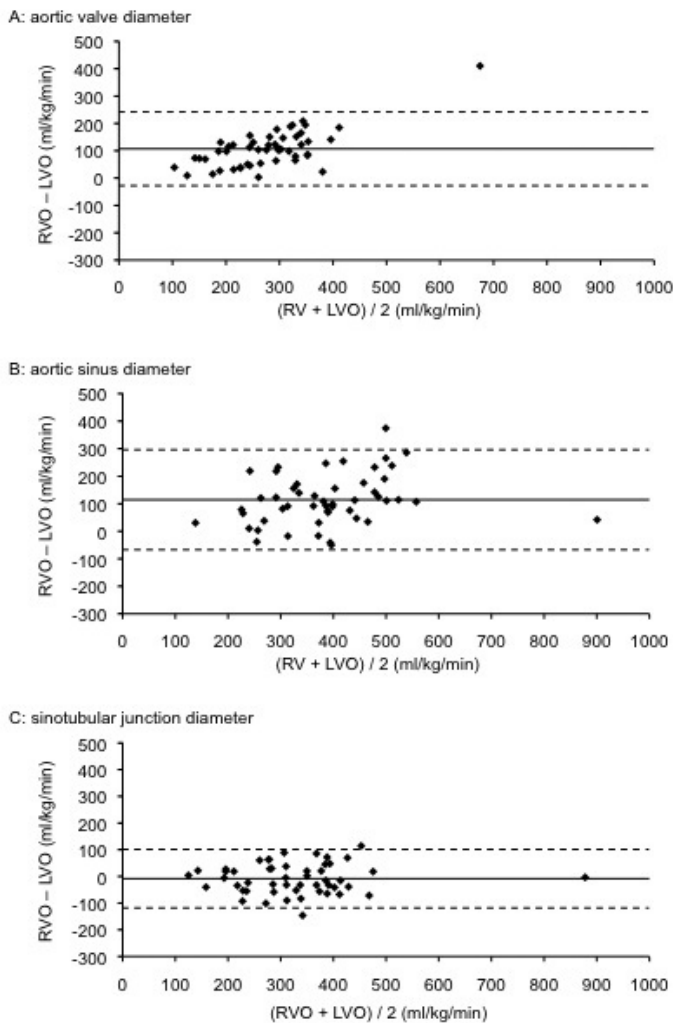 A: aortic valve diameter
RVO – LVO (ml/kg/min)
500
400
300
200
100
0
-100
-200
-300
0 100 200 300 400 500 600 700 800 900 1000
(RV + LVO) / 2 (ml/kg/min)
B: aortic sinus diameter
RVO – LVO (ml/kg/min)
500
400
300
200
100
0
-100
-200
-300
0 100 200 300 400 500 600 700 800 900 1000
(RV + LVO) / 2 (ml/kg/min)
C: sinotubular junction diameter
RVO – LVO (ml/kg/min)
500
400
300
200
100
0
-100
-200
-300
0 100 200 300 400 500 600 700 800 900 1000
(RVO + LVO) / 2 (ml/kg/min)